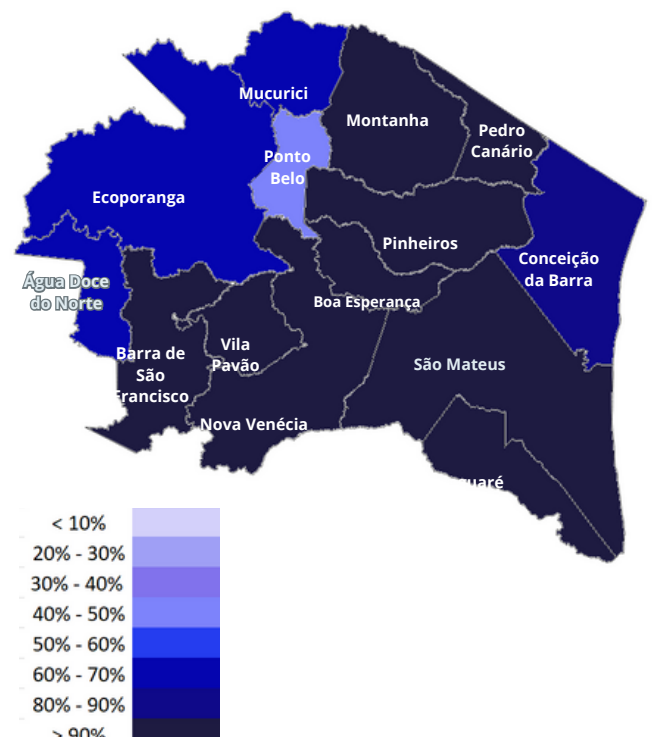 Mucurici
Montanha
Pedro
Canário
Ponto
Belo
Ecoporanga
Pinheiros
Conceição
da Barra
Água Doce
do Norte
Boa Esperança
Vila
Pavão
Barra de
São
Francisco
São Mateus
Nova Venécia
< 10%
20% - 30%
30% - 40%
40% - 50%
50% - 60%
60% - 70%
80% - 90%
> 90%